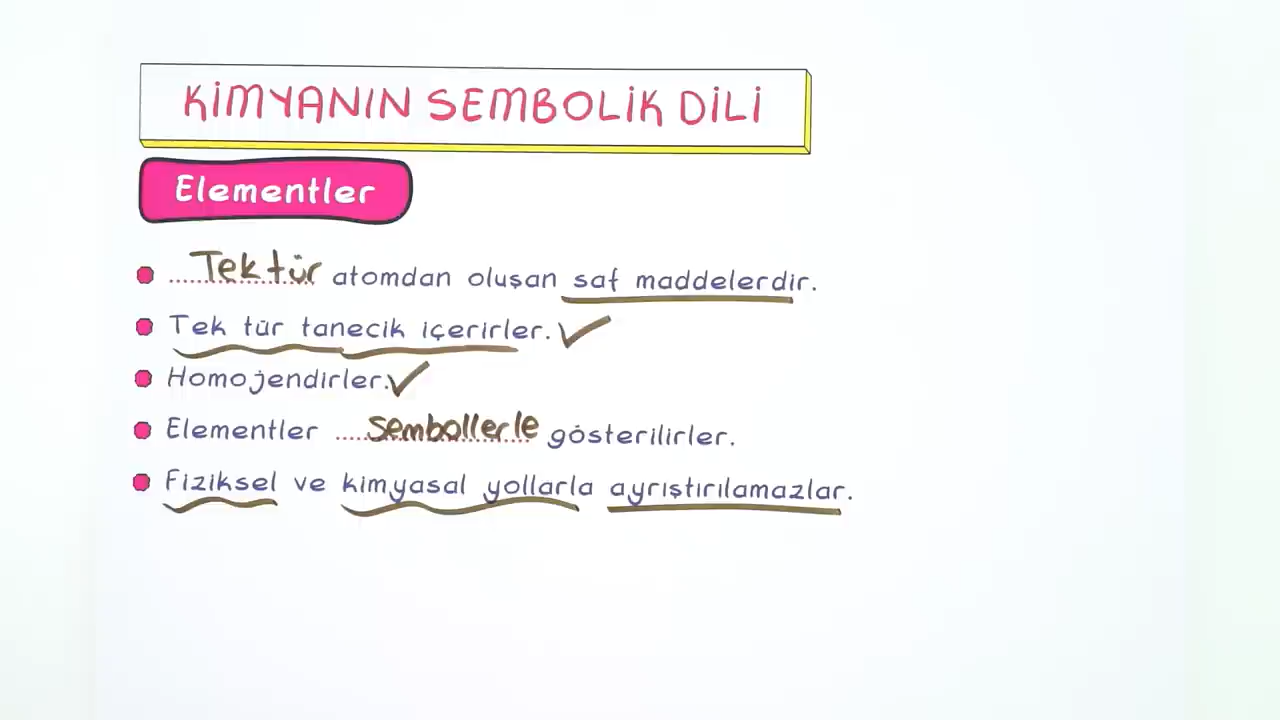 KİMYANIN SEMBOLİK DİLİ
Elementler
Tek tür atomdan oluşan saf maddelerdir.
Tek tür tanecik içerirler.
Homojendirler.
Elementler sembollerle gösterilirler.
Fiziksel ve kimyasal yollarla ayrıştırılamazlar.